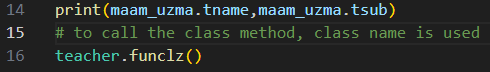 14 print(maam_uzma.tname,maam_uzma.tsub)
15 # to call the class method, class name is used
16 teacher.funclz()